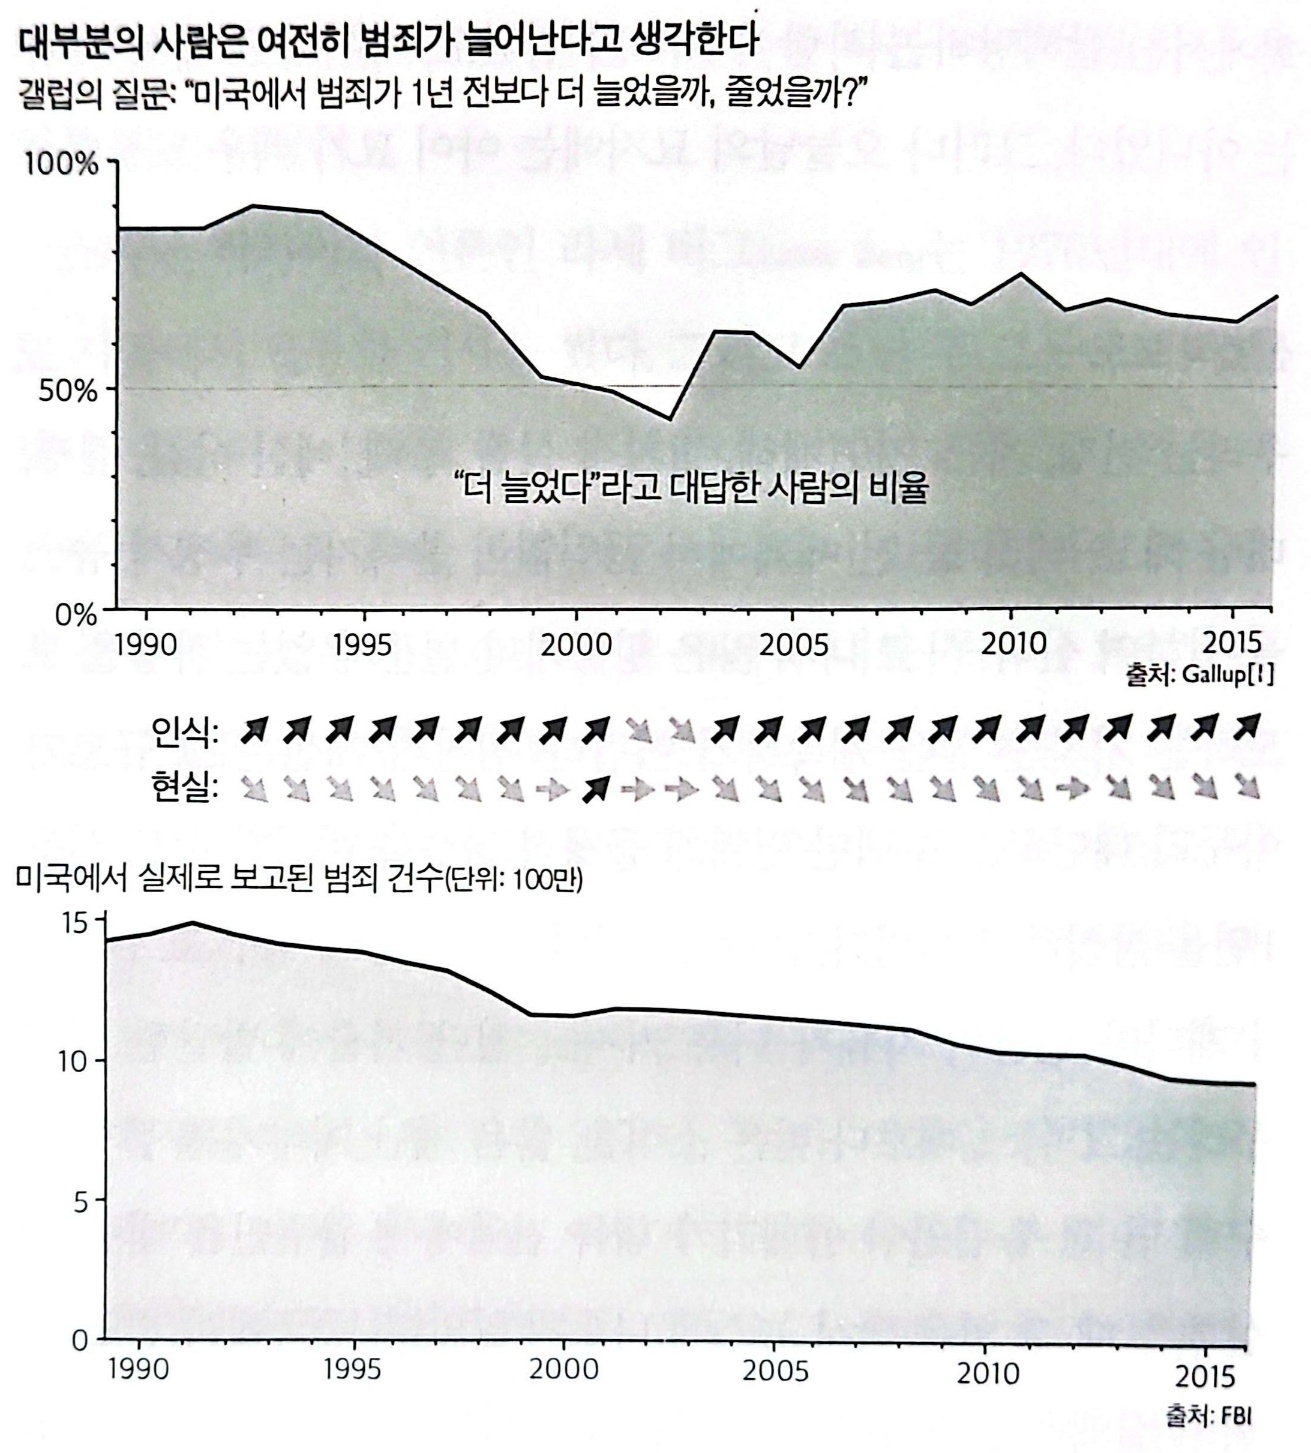 대부분의 사람은 여전히 범죄가 늘어난다고 생각한다
갤럽의 질문: “미국에서 범죄가 1년 전보다 더 늘었을까, 줄었을까?”
100%
50%
“더 늘었다”라고 대답한 사람의 비율
0%
1990 1995 2000 2005 2010 2015
출처: Gallup[1]
인식:
현실:
미국에서 실제로 보고된 범죄 건수(단위: 100만)
15
10
5
0
1990 1995 2000 2005 2010 2015
출처: FBI